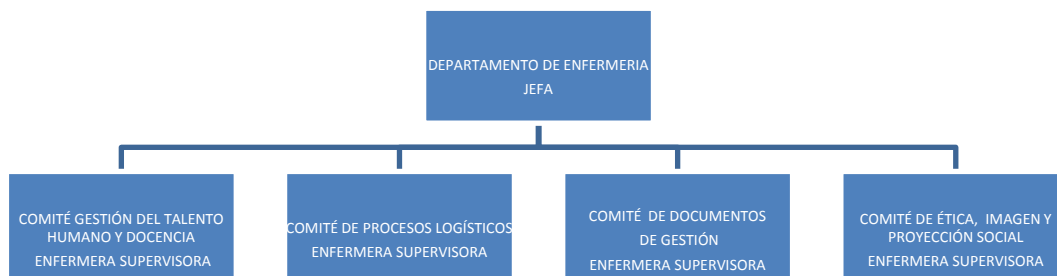 DEPARTAMENTO DE ENFERMERIA
JEFA
COMITÉ GESTIÓN DEL TALENTO
HUMANO Y DOCENCIA
ENFERMERA SUPERVISORA
COMITÉ DE PROCESOS LOGÍSTICOS
ENFERMERA SUPERVISORA
COMITÉ DE DOCUMENTOS
DE GESTIÓN
ENFERMERA SUPERVISORA
COMITÉ DE ÉTICA, IMAGEN Y
PROYECCIÓN SOCIAL
ENFERMERA SUPERVISORA